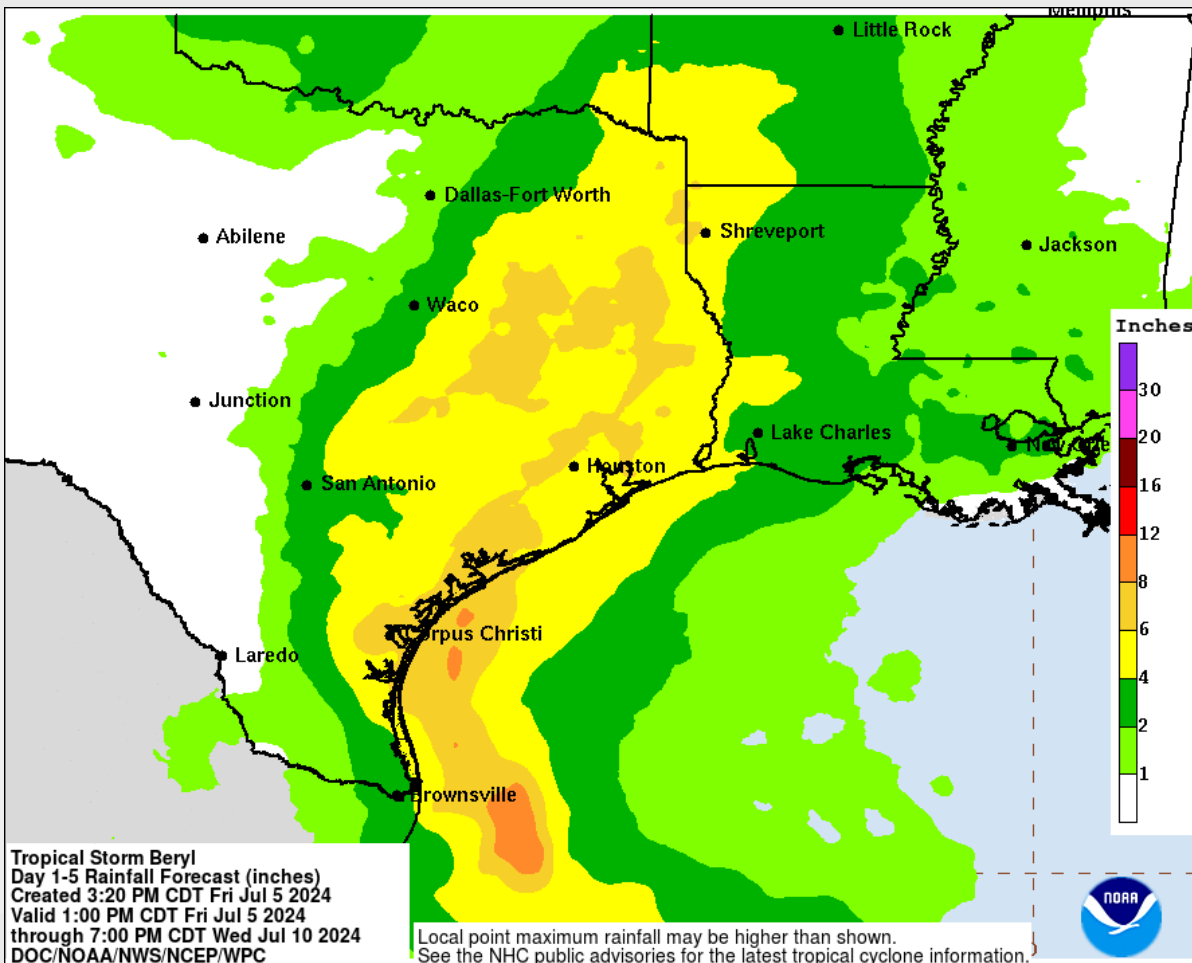 Memphis
Little Rock
Dallas-Fort Worth
Abilene
Shreveport
Jackson
Waco
Inches
Junction
30
Lake Charles
20
Houston
San Antonio
16
12
8
Corpus Christi
6
Laredo
4
2
1
Brownsville
Tropical Storm Beryl
Day 1-5 Rainfall Forecast (inches)
Created 3:20 PM CDT Fri Jul 5 2024
Valid 1:00 PM CDT Fri Jul 5 2024
through 7:00 PM CDT Wed Jul 10 2024
DOC/NOAA/NWS/NCEP/WPC
Local point maximum rainfall may be higher than shown.
See the NHC public advisories for the latest tropical cyclone information.
NOAA